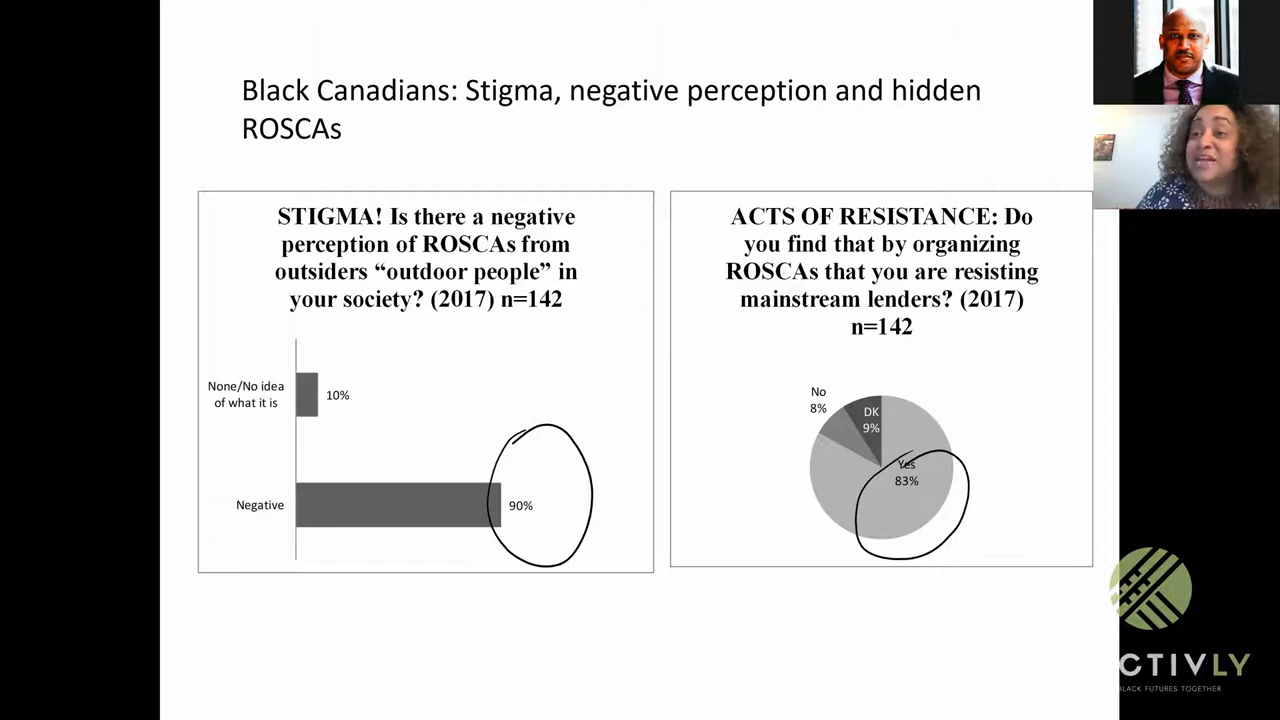 Black Canadians: Stigma, negative perception and hidden
ROSCAs
STIGMA! Is there a negative
perception of ROSCAs from
outsiders “outdoor people” in
your society? (2017) n=142
None/No idea
of what it is
10%
Negative
90%
ACTS OF RESISTANCE: Do
you find that by organizing
ROSCAs that you are resisting
mainstream lenders? (2017)
n=142
No
8%
DK
9%
Yes
83%
CTIVLY
BLACK FUTURES TOGETHER